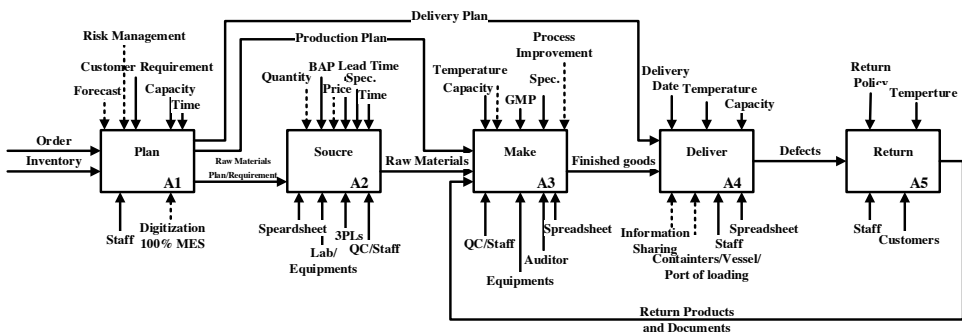 Delivery Plan
Risk Management
Production Plan
Process
Improvement
Customer Requirement
BAP
Lead Time
Quantity
Price
Spec.
Temperature
Return
Policy
Forecast
Capacity
Time
Time
Capacity
Spec.
GMP
Delivery
Date
Temperature
Capacity
Temperture
Order
Inventory
Plan
A1
Raw Materials
Plan/Requirement
Soucre
A2
Raw Materials
Make
A3
Finished goods
Deliver
A4
Defects
Return
A5
Staff
Digitization
100% MES
Speardsheet
Lab/
Equipments
3PLs
QC/Staff
QC/Staff
Equipments
Auditor
Spreadsheet
Information
Sharing
Containters/Vessel/
Port of loading
Staff
Spreadsheet
Staff
Customers
Return Products
and Documents